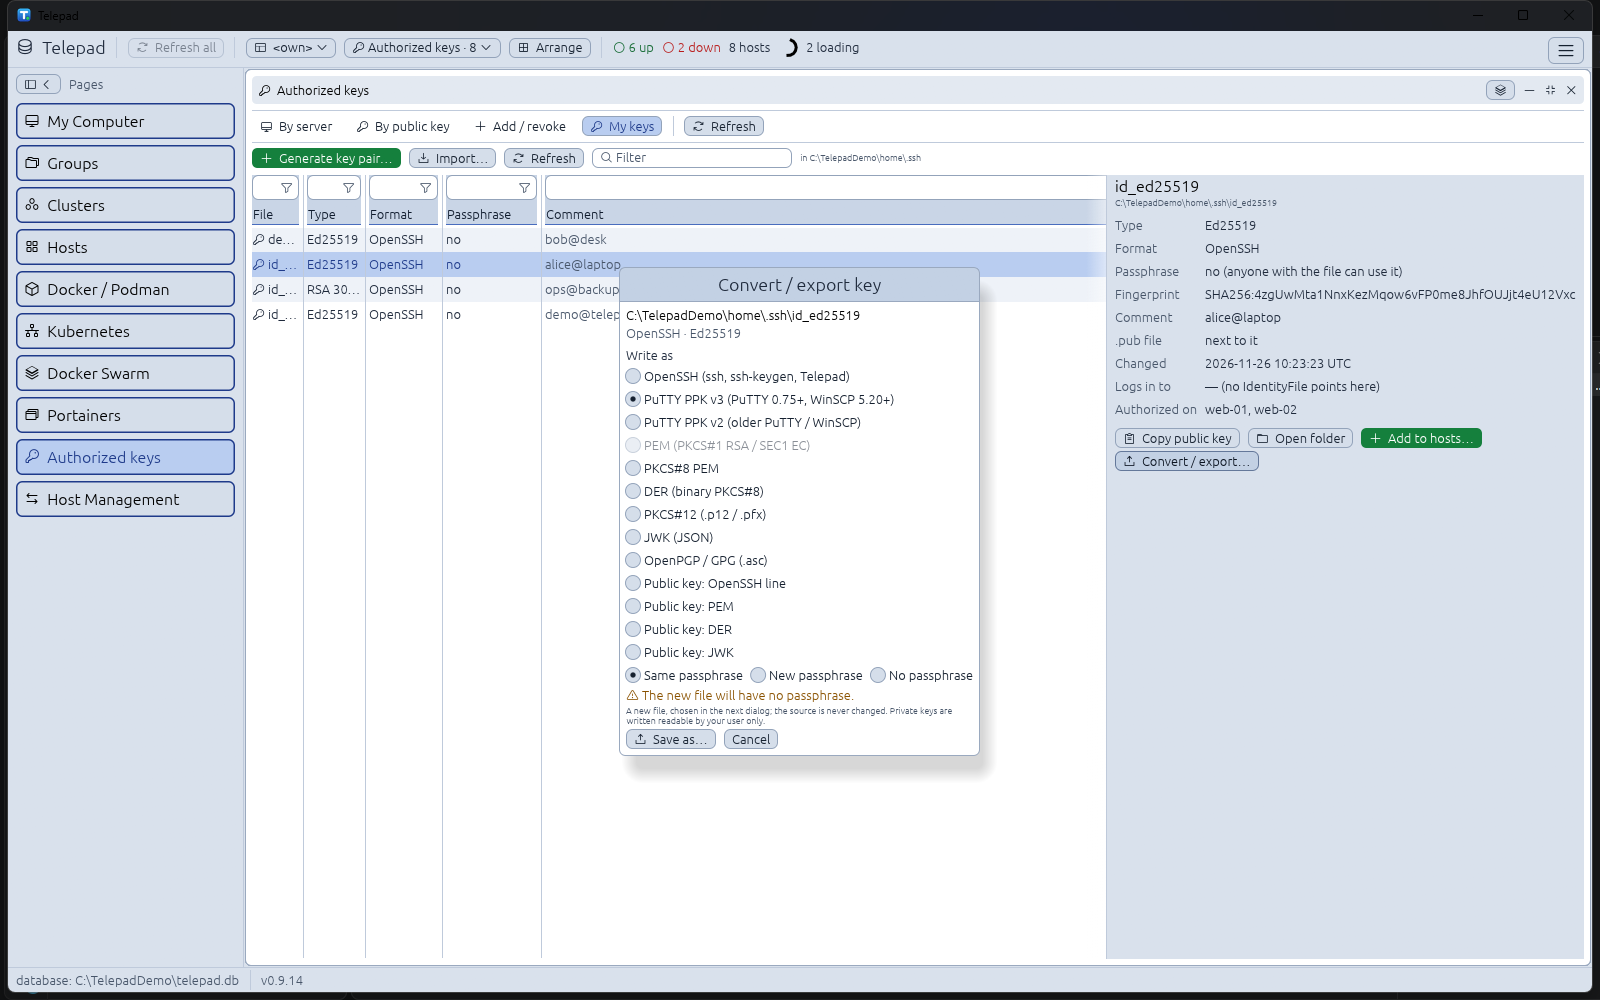 Telepad
Telepad
Refresh all
<own>
Authorized keys · 8
Arrange
6 up
2 down
8 hosts
2 loading
Pages
My Computer
Groups
Clusters
Hosts
Docker / Podman
Kubernetes
Docker Swarm
Portainers
Authorized keys
Host Management
Authorized keys
By server
By public key
Add / revoke
My keys
Refresh
Generate key pair...
Import...
Refresh
Filter
in C:\TelepadDemo\home\.ssh
File Type Format Passphrase Comment
de... Ed25519 OpenSSH no bob@desk
id_... Ed25519 OpenSSH no alice@laptop
id_... RSA 30... OpenSSH no ops@backup
id_... Ed25519 OpenSSH no demo@telep
Convert / export key
C:\TelepadDemo\home\.ssh\id_ed25519
OpenSSH · Ed25519
Write as
OpenSSH (ssh, ssh-keygen, Telepad)
PuTTY PPK v3 (PuTTY 0.75+, WinSCP 5.20+)
PuTTY PPK v2 (older PuTTY / WinSCP)
PEM (PKCS#1 RSA / SEC1 EC)
PKCS#8 PEM
DER (binary PKCS#8)
PKCS#12 (.p12 / .pfx)
JWK (JSON)
OpenPGP / GPG (.asc)
Public key: OpenSSH line
Public key: PEM
Public key: DER
Public key: JWK
Same passphrase New passphrase No passphrase
The new file will have no passphrase.
A new file, chosen in the next dialog; the source is never changed. Private keys are
written readable by your user only.
Save as...
Cancel
id_ed25519
C:\TelepadDemo\home\.ssh\id_ed25519
Type Ed25519
Format OpenSSH
Passphrase no (anyone with the file can use it)
Fingerprint SHA256:4zgUwMta1NnxKezMqow6vFP0me8JhfOUJjt4eU12Vxc
Comment alice@laptop
.pub file next to it
Changed 2026-11-26 10:23:23 UTC
Logs in to — (no IdentityFile points here)
Authorized on web-01, web-02
Copy public key
Open folder
Add to hosts...
Convert / export...
database: C:\TelepadDemo\telepad.db
v0.9.14